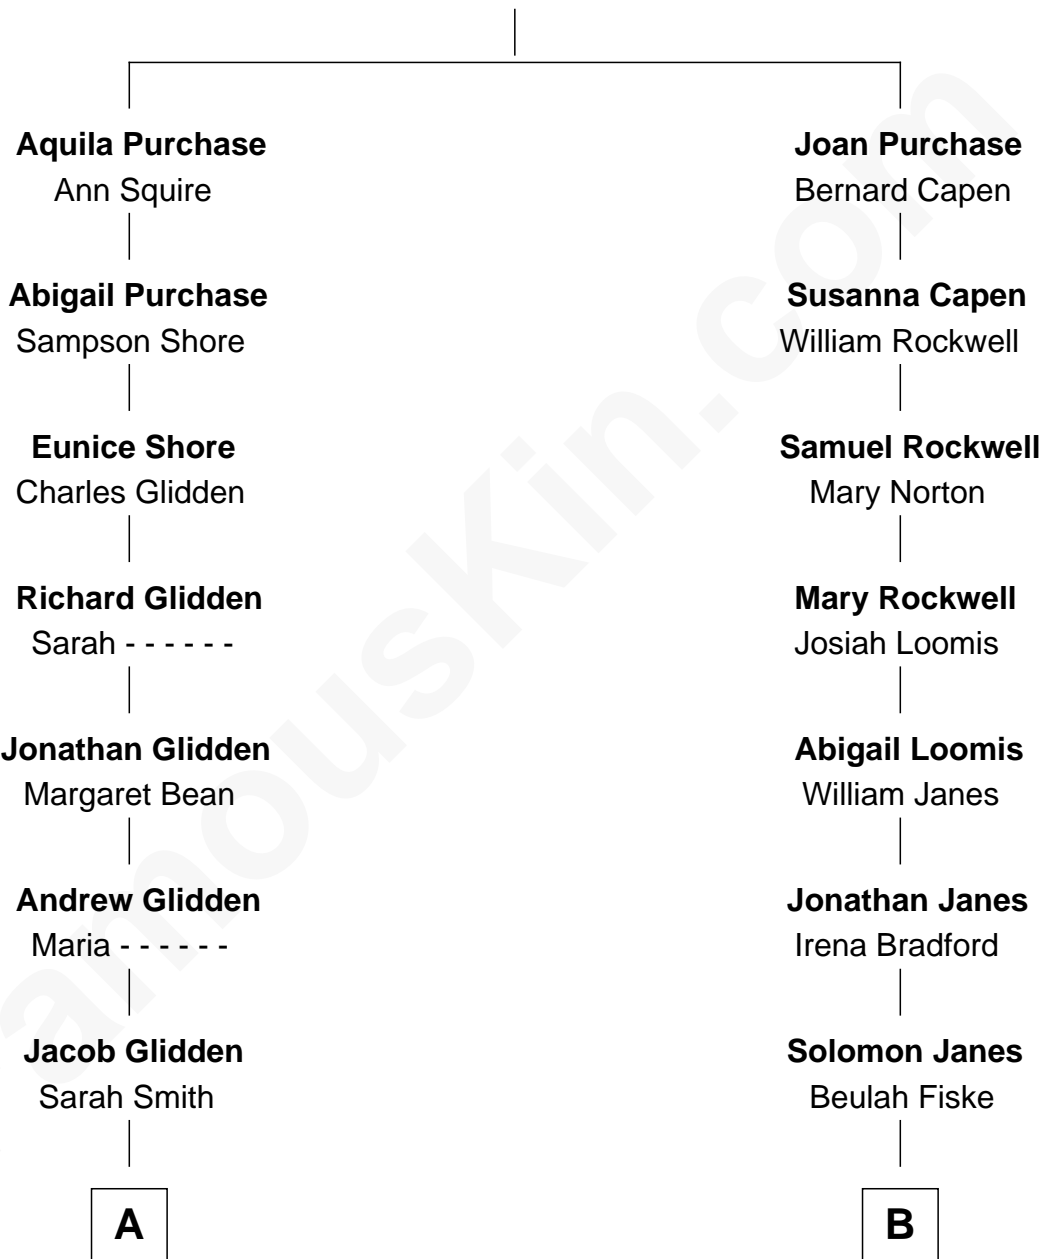 Aquila Purchase
Ann Squire
Abigail Purchase
Sampson Shore
Eunice Shore
Charles Glidden
Richard Glidden
Sarah - - - - - -
Jonathan Glidden
Margaret Bean
Andrew Glidden
Maria - - - - - -
Jacob Glidden
Sarah Smith
A
Joan Purchase
Bernard Capen
Susanna Capen
William Rockwell
Samuel Rockwell
Mary Norton
Mary Rockwell
Josiah Loomis
Abigail Loomis
William Janes
Jonathan Janes
Irena Bradford
Solomon Janes
Beulah Fiske
B
amouskin.com